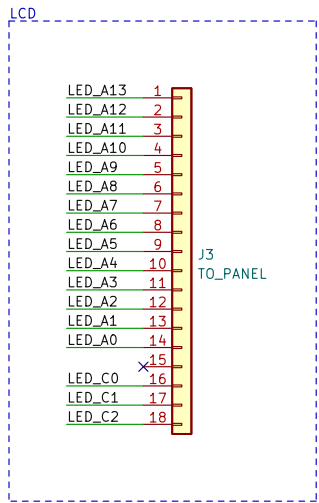 LCD
LED_A13 1
LED_A12 2
LED_A11 3
LED_A10 4
LED_A9 5
LED_A8 6
LED_A7 7
LED_A6 8
LED_A5 9
LED_A4 10
LED_A3 11
LED_A2 12
LED_A1 13
LED_A0 14
15
LED_C0 16
LED_C1 17
LED_C2 18
J3
TO_PANEL